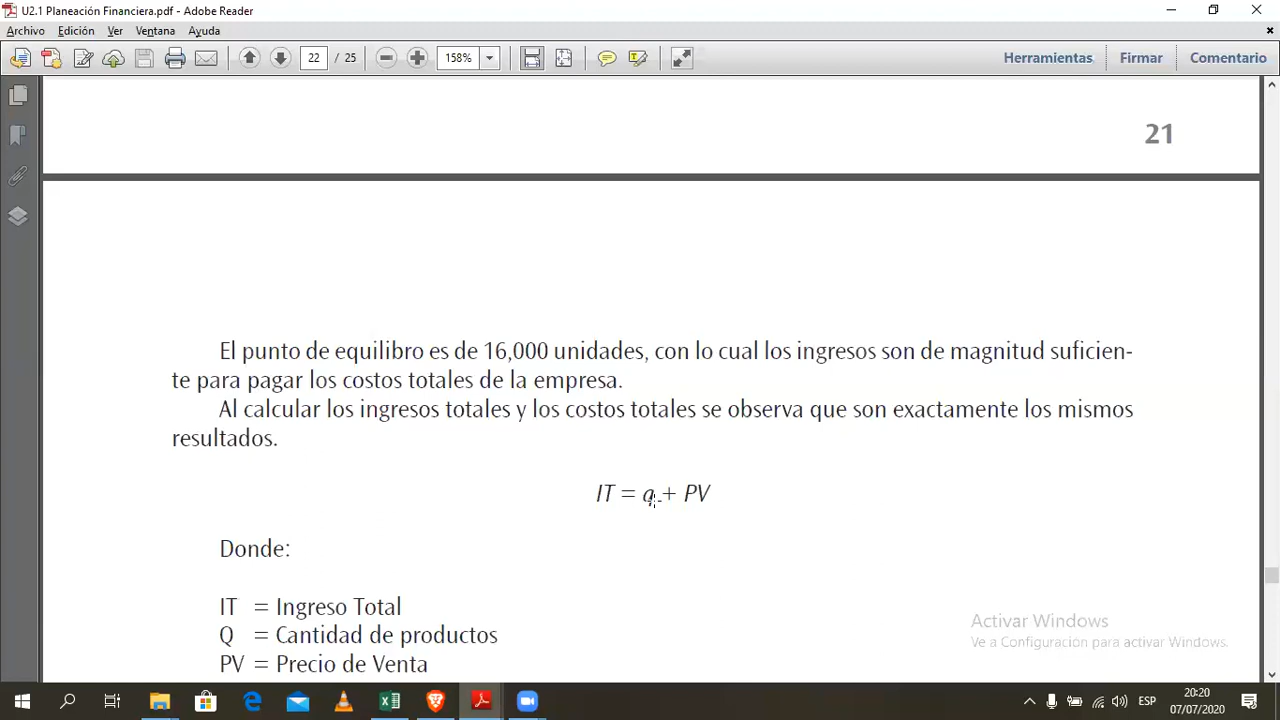 U2.1 Planeación Financiera.pdf - Adobe Reader
Archivo Edición Ver Ventana Ayuda
22 / 25 158% Herramientas Firmar Comentario
21
El punto de equilibro es de 16,000 unidades, con lo cual los ingresos son de magnitud suficien-
te para pagar los costos totales de la empresa.
Al calcular los ingresos totales y los costos totales se observa que son exactamente los mismos
resultados.
IT = q + PV
Donde:
IT = Ingreso Total
Q = Cantidad de productos
PV = Precio de Venta
Activar Windows
Ve a Configuración para activar Windows.
ESP
20:20
07/07/2020